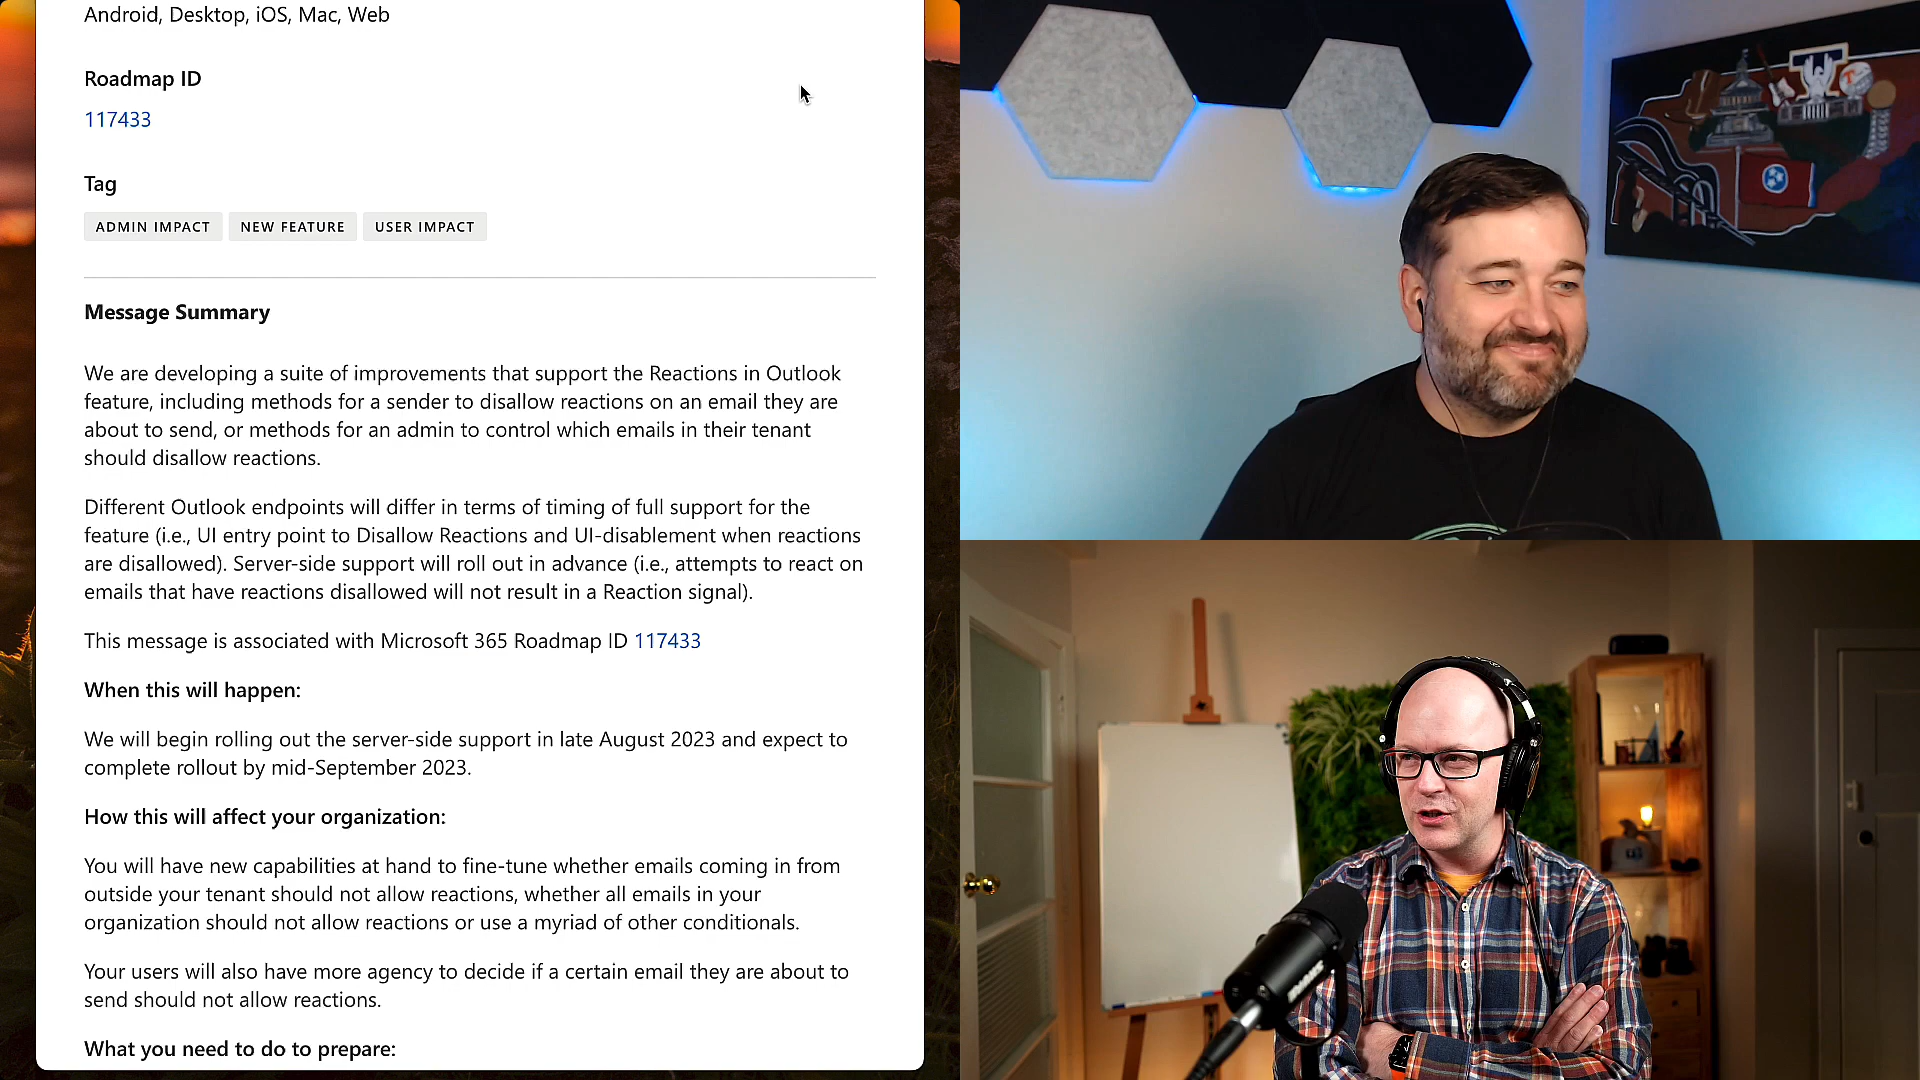 Android, Desktop, iOS, Mac, Web
Roadmap ID
117433
Tag
ADMIN IMPACT NEW FEATURE USER IMPACT
Message Summary
We are developing a suite of improvements that support the Reactions in Outlook
feature, including methods for a sender to disallow reactions on an email they are
about to send, or methods for an admin to control which emails in their tenant
should disallow reactions.
Different Outlook endpoints will differ in terms of timing of full support for the
feature (i.e., UI entry point to Disallow Reactions and UI-disablement when reactions
are disallowed). Server-side support will roll out in advance (i.e., attempts to react on
emails that have reactions disallowed will not result in a Reaction signal).
This message is associated with Microsoft 365 Roadmap ID 117433
When this will happen:
We will begin rolling out the server-side support in late August 2023 and expect to
complete rollout by mid-September 2023.
How this will affect your organization:
You will have new capabilities at hand to fine-tune whether emails coming in from
outside your tenant should not allow reactions, whether all emails in your
organization should not allow reactions or use a myriad of other conditionals.
Your users will also have more agency to decide if a certain email they are about to
send should not allow reactions.
What you need to do to prepare: